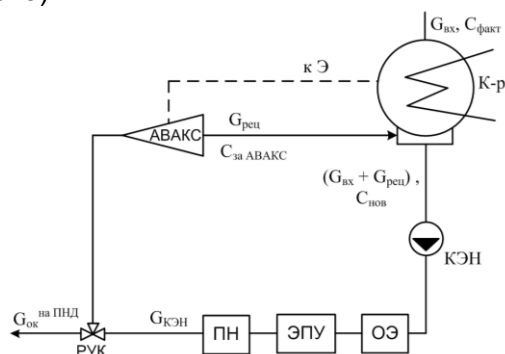 G вх, С факт
к Э
К-р
АВАКС
G рец
С за АВАКС
(G вх + G рец) ,
С нов
КЭН
G ок на ПНД
G КЭН
ПН
ЭПУ
ОЭ
РУК